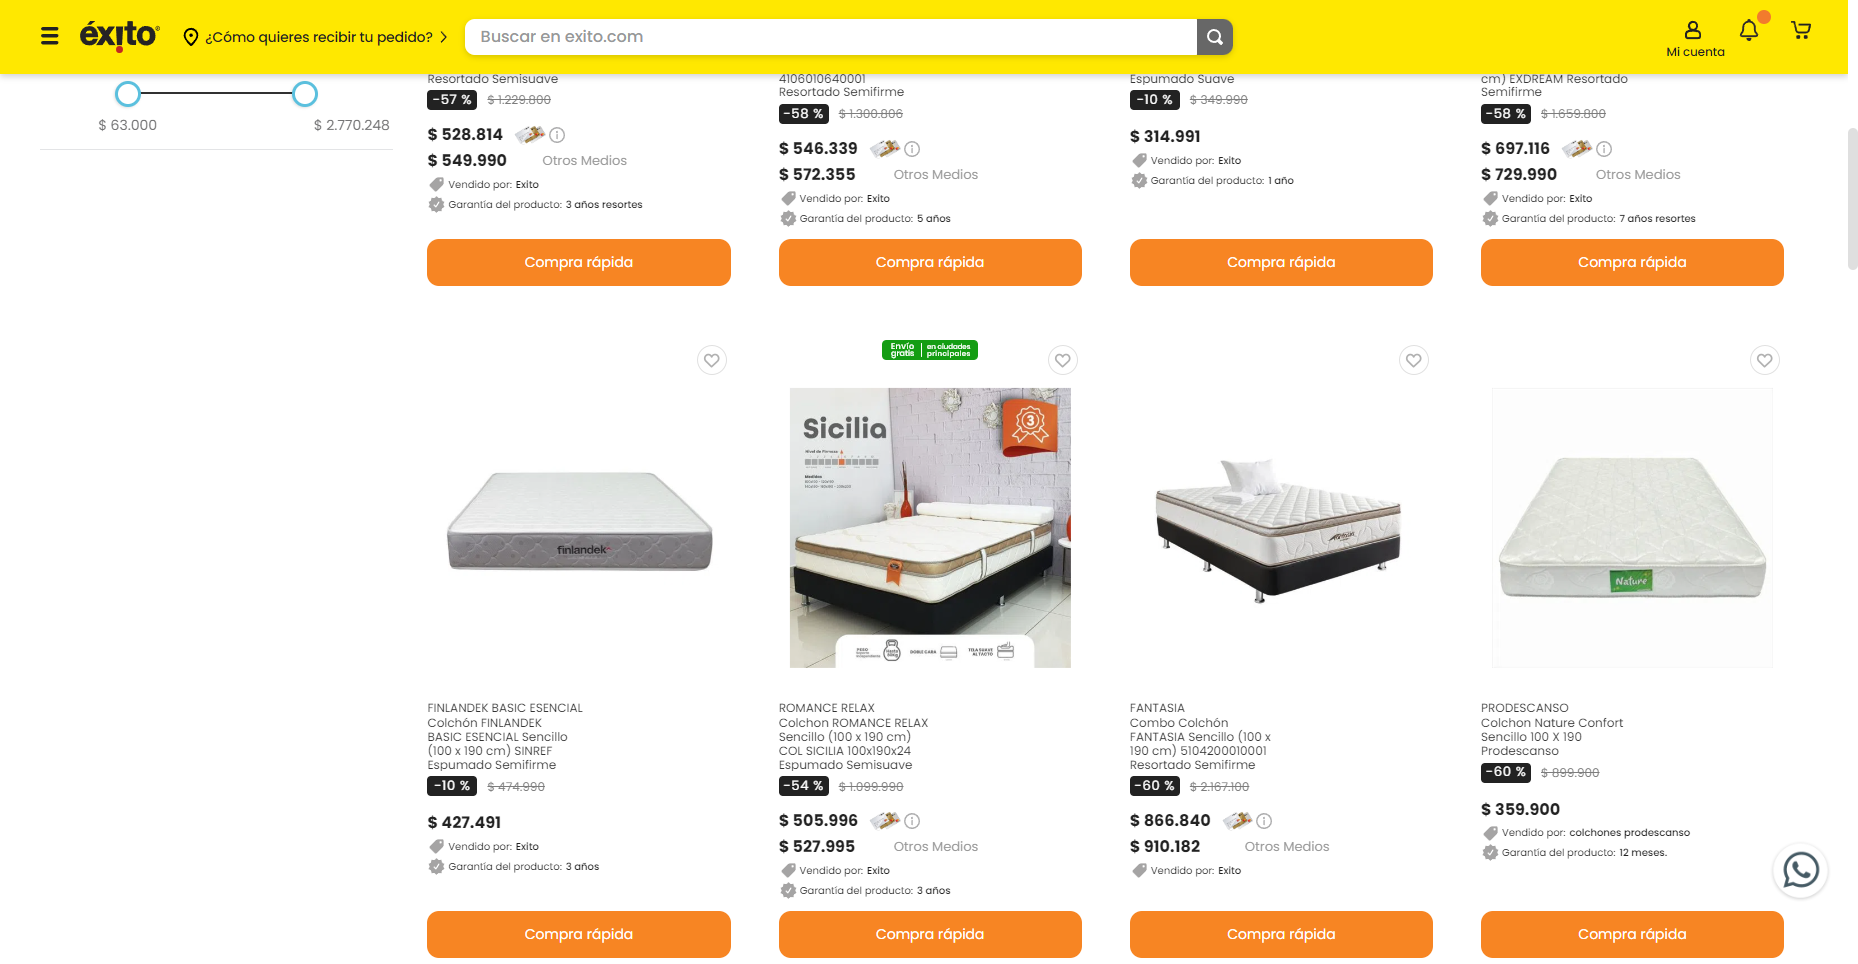 éxito
¿Cómo quieres recibir tu pedido?
Buscar en exito.com
Mi cuenta
$ 63.000
$ 2.770.248
Resortado Semisuave
-57 %
$ 1.229.800
$ 528.814
$ 549.990
Otros Medios
Vendido por: Exito
Garantía del producto: 3 años resortes
Compra rápida
4106010640001
Resortado Semifirme
-58 %
$ 1.300.806
$ 546.339
$ 572.355
Otros Medios
Vendido por: Exito
Garantía del producto: 5 años
Compra rápida
Espumado Suave
-10 %
$ 349.990
$ 314.991
Vendido por: Exito
Garantía del producto: 1 año
Compra rápida
cm) EXDREAM Resortado
Semifirme
-58 %
$ 1.659.800
$ 697.116
$ 729.990
Otros Medios
Vendido por: Exito
Garantía del producto: 7 años resortes
Compra rápida
finlandek
FINLANDEK BASIC ESENCIAL
Colchón FINLANDEK
BASIC ESENCIAL Sencillo
(100 x 190 cm) SINREF
Espumado Semifirme
-10 %
$ 474.990
$ 427.491
Vendido por: Exito
Garantía del producto: 3 años
Compra rápida
Envío gratis
en ciudades principales
Sicilia
3
Nivel de Firmeza
Medidas
DOBLE CARA
TELA SUAVE
AL TACTO
ROMANCE RELAX
Colchon ROMANCE RELAX
Sencillo (100 x 190 cm)
COL SICILIA 100x190x24
Espumado Semisuave
-54 %
$ 1.099.990
$ 505.996
$ 527.995
Otros Medios
Vendido por: Exito
Garantía del producto: 3 años
Compra rápida
FANTASIA
Combo Colchón
FANTASIA Sencillo (100 x
190 cm) 5104200010001
Resortado Semifirme
-60 %
$ 2.167.100
$ 866.840
$ 910.182
Otros Medios
Vendido por: Exito
Compra rápida
Nature
PRODESCANSO
Colchon Nature Confort
Sencillo 100 X 190
Prodescanso
-60 %
$ 899.900
$ 359.900
Vendido por: colchones prodescanso
Garantía del producto: 12 meses.
Compra rápida